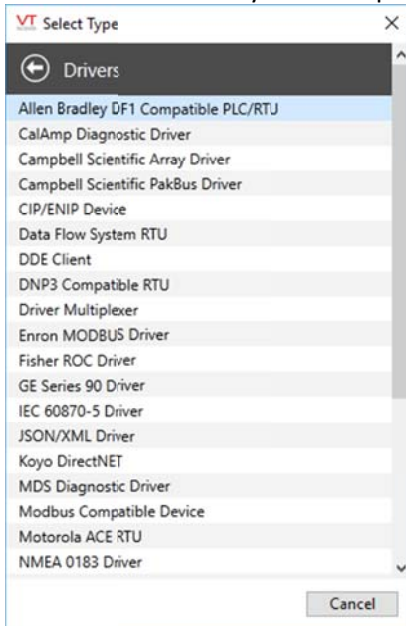 VT Select Type
Drivers
Allen Bradley DF1 Compatible PLC/RTU
CalAmp Diagnostic Driver
Campbell Scientific Array Driver
Campbell Scientific PakBus Driver
CIP/ENIP Device
Data Flow System RTU
DDE Client
DNP3 Compatible RTU
Driver Multiplexer
Enron MODBUS Driver
Fisher ROC Driver
GE Series 90 Driver
IEC 60870-5 Driver
JSON/XML Driver
Koyo DirectNET
MDS Diagnostic Driver
Modbus Compatible Device
Motorola ACE RTU
NMEA 0183 Driver
Cancel